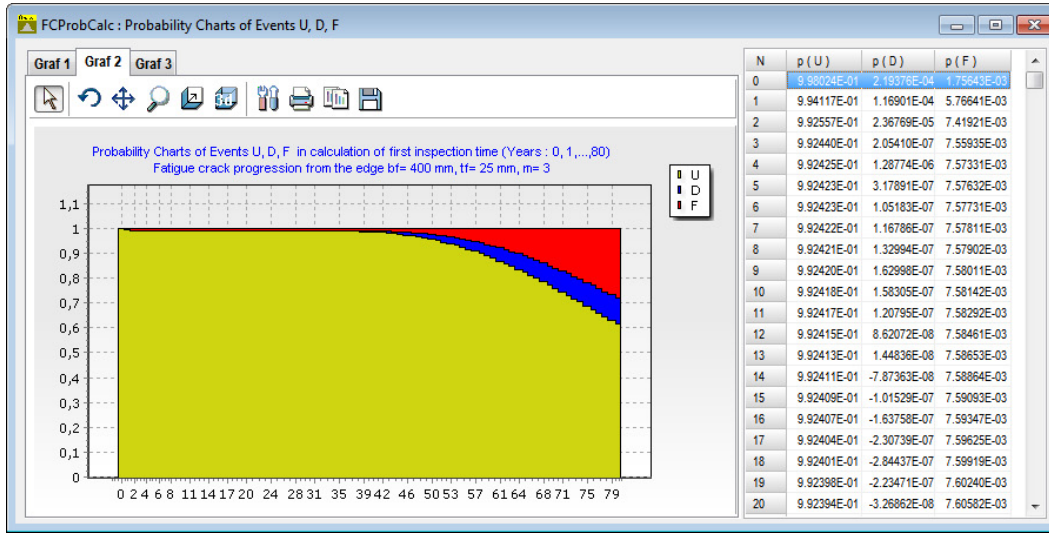 FCProbCalc : Probability Charts of Events U, D, F
Graf 1 Graf 2 Graf 3
Probability Charts of Events U, D, F in calculation of first inspection time (Years : 0, 1,...,80)
Fatigue crack progression from the edge bf= 400 mm, tf= 25 mm, m= 3
U
D
F
1,1
1
0,9
0,8
0,7
0,6
0,5
0,4
0,3
0,2
0,1
0
0 2 4 6 8 11 14 17 20 24 28 31 35 39 42 46 50 53 57 61 64 68 71 75 79
N p ( U ) p ( D ) p ( F )
0 9.98024E-01 2.19376E-04 1.75643E-03
1 9.94117E-01 1.16901E-04 5.76641E-03
2 9.92557E-01 2.36769E-05 7.41921E-03
3 9.92440E-01 2.05410E-07 7.55935E-03
4 9.92425E-01 1.28774E-06 7.57331E-03
5 9.92423E-01 3.17891E-07 7.57632E-03
6 9.92423E-01 1.05183E-07 7.57731E-03
7 9.92422E-01 1.16786E-07 7.57811E-03
8 9.92421E-01 1.32994E-07 7.57902E-03
9 9.92420E-01 1.62998E-07 7.58011E-03
10 9.92418E-01 1.58305E-07 7.58142E-03
11 9.92417E-01 1.20795E-07 7.58292E-03
12 9.92415E-01 8.62072E-08 7.58461E-03
13 9.92413E-01 1.44836E-08 7.58653E-03
14 9.92411E-01 -7.87363E-08 7.58864E-03
15 9.92409E-01 -1.01529E-07 7.59093E-03
16 9.92407E-01 -1.63758E-07 7.59347E-03
17 9.92404E-01 -2.30739E-07 7.59625E-03
18 9.92401E-01 -2.84437E-07 7.59919E-03
19 9.92398E-01 -2.23471E-07 7.60240E-03
20 9.92394E-01 -3.26862E-08 7.60582E-03